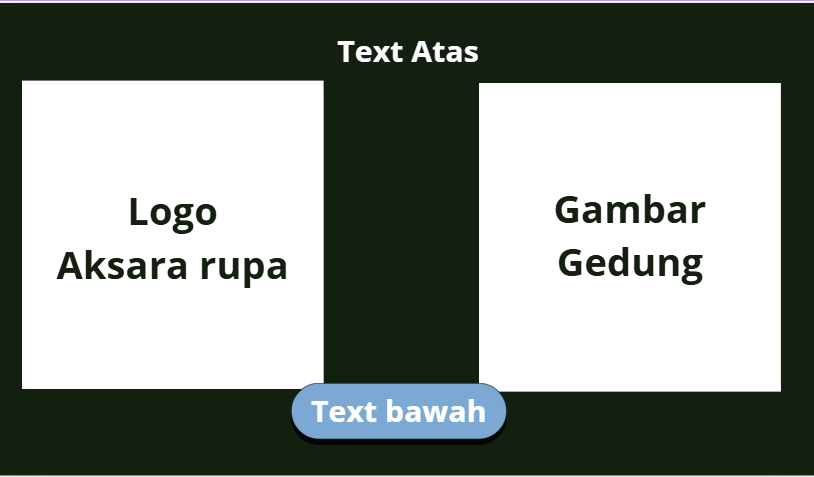 Text Atas
Logo
Aksara rupa
Gambar
Gedung
Text bawah